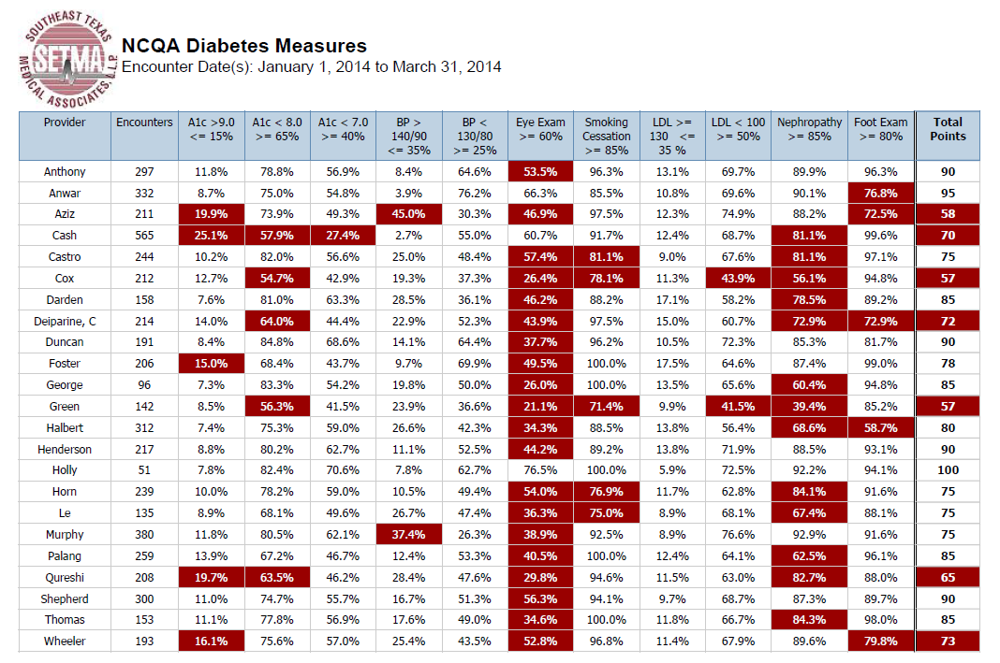 SOUTHEAST TEXAS
SETMA
MEDICAL ASSOCIATES, L.L.P.
NCQA Diabetes Measures
Encounter Date(s): January 1, 2014 to March 31, 2014
Provider Encounters A1c >9.0 A1c < 8.0 A1c < 7.0 BP > BP < Eye Exam Smoking LDL >= LDL < 100 Nephropathy Foot Exam Total
<= 15% >= 65% >= 40% 140/90 130/80 >= 60% Cessation 130 <= >= 50% >= 85% >= 80% Points
<= 35% >= 25% >= 85% 35 %
Anthony 297 11.8% 78.8% 56.9% 8.4% 64.6% 53.5% 96.3% 13.1% 69.7% 89.9% 96.3% 90
Anwar 332 8.7% 75.0% 54.8% 3.9% 76.2% 66.3% 85.5% 10.8% 69.6% 90.1% 76.8% 95
Aziz 211 19.9% 73.9% 49.3% 45.0% 30.3% 46.9% 97.5% 12.3% 74.9% 88.2% 72.5% 58
Cash 565 25.1% 57.9% 27.4% 2.7% 55.0% 60.7% 91.7% 12.4% 68.7% 81.1% 99.6% 70
Castro 244 10.2% 82.0% 56.6% 25.0% 48.4% 57.4% 81.1% 9.0% 67.6% 81.1% 97.1% 75
Cox 212 12.7% 54.7% 42.9% 19.3% 37.3% 26.4% 78.1% 11.3% 43.9% 56.1% 94.8% 57
Darden 158 7.6% 81.0% 63.3% 28.5% 36.1% 46.2% 88.2% 17.1% 58.2% 78.5% 89.2% 85
Deiparine, C 214 14.0% 64.0% 44.4% 22.9% 52.3% 43.9% 97.5% 15.0% 60.7% 72.9% 72.9% 72
Duncan 191 8.4% 84.8% 68.6% 14.1% 64.4% 37.7% 96.2% 10.5% 72.3% 85.3% 81.7% 90
Foster 206 15.0% 68.4% 43.7% 9.7% 69.9% 49.5% 100.0% 17.5% 64.6% 87.4% 99.0% 78
George 96 7.3% 83.3% 54.2% 19.8% 50.0% 26.0% 100.0% 13.5% 65.6% 60.4% 94.8% 85
Green 142 8.5% 56.3% 41.5% 23.9% 36.6% 21.1% 71.4% 9.9% 41.5% 39.4% 85.2% 57
Halbert 312 7.4% 75.3% 59.0% 26.6% 42.3% 34.3% 88.5% 13.8% 56.4% 68.6% 58.7% 80
Henderson 217 8.8% 80.2% 62.7% 11.1% 52.5% 44.2% 89.2% 13.8% 71.9% 88.5% 93.1% 90
Holly 51 7.8% 82.4% 70.6% 7.8% 62.7% 76.5% 100.0% 5.9% 72.5% 92.2% 94.1% 100
Horn 239 10.0% 78.2% 59.0% 10.5% 49.4% 54.0% 76.9% 11.7% 62.8% 84.1% 91.6% 75
Le 135 8.9% 68.1% 49.6% 26.7% 47.4% 36.3% 75.0% 8.9% 68.1% 67.4% 88.1% 75
Murphy 380 11.8% 80.5% 62.1% 37.4% 26.3% 38.9% 92.5% 8.9% 76.6% 92.9% 91.6% 75
Palang 259 13.9% 67.2% 46.7% 12.4% 53.3% 40.5% 100.0% 12.4% 64.1% 62.5% 96.1% 85
Qureshi 208 19.7% 63.5% 46.2% 28.4% 47.6% 29.8% 94.6% 11.5% 63.0% 82.7% 88.0% 65
Shepherd 300 11.0% 74.7% 55.7% 16.7% 51.3% 56.3% 94.1% 9.7% 68.7% 87.3% 89.7% 90
Thomas 153 11.1% 77.8% 56.9% 17.6% 49.0% 34.6% 100.0% 11.8% 66.7% 84.3% 98.0% 85
Wheeler 193 16.1% 75.6% 57.0% 25.4% 43.5% 52.8% 96.8% 11.4% 67.9% 89.6% 79.8% 73